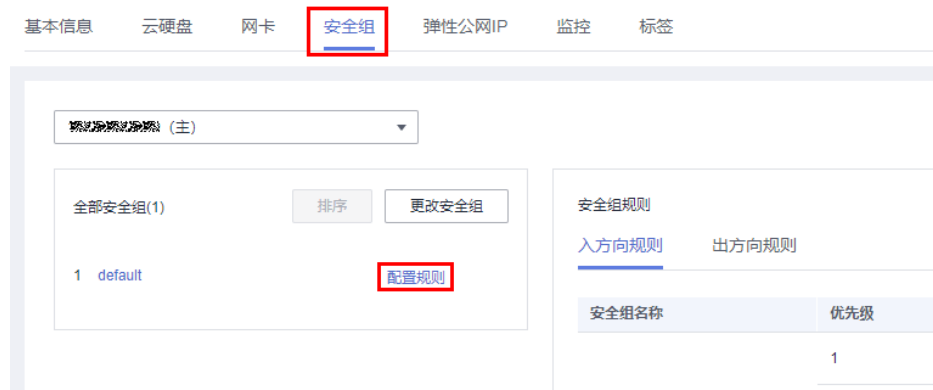 基本信息 云硬盘 网卡 安全组 弹性公网IP 监控 标签
(主)
全部安全组(1) 排序 更改安全组
1 default 配置规则
安全组规则
入方向规则 出方向规则
安全组名称 优先级
1